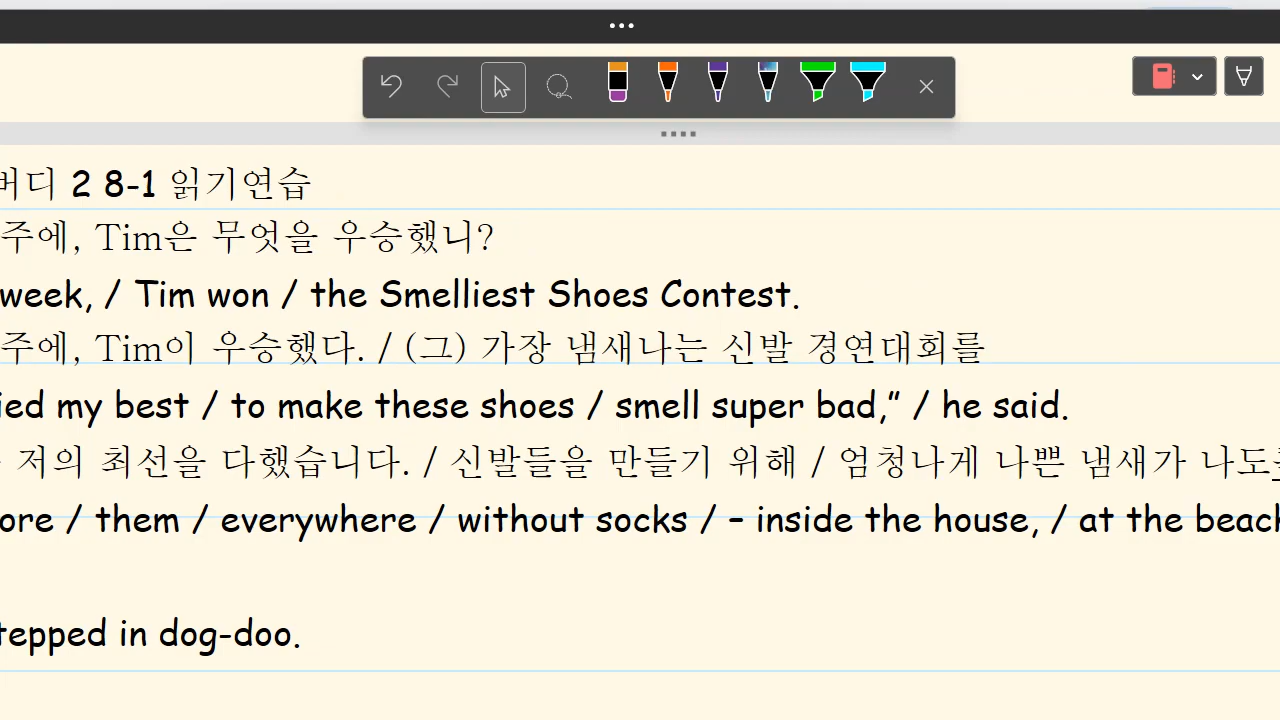 버디 2 8-1 읽기연습
주에, Tim은 무엇을 우승했니?
week, / Tim won / the Smelliest Shoes Contest.
주에, Tim이 우승했다. / (그) 가장 냄새나는 신발 경연대회를
ied my best / to make these shoes / smell super bad,” / he said.
저의 최선을 다했습니다. / 신발들을 만들기 위해 / 엄청나게 나쁜 냄새가 나도
ore / them / everywhere / without socks / – inside the house, / at the beach
tepped in dog-doo.